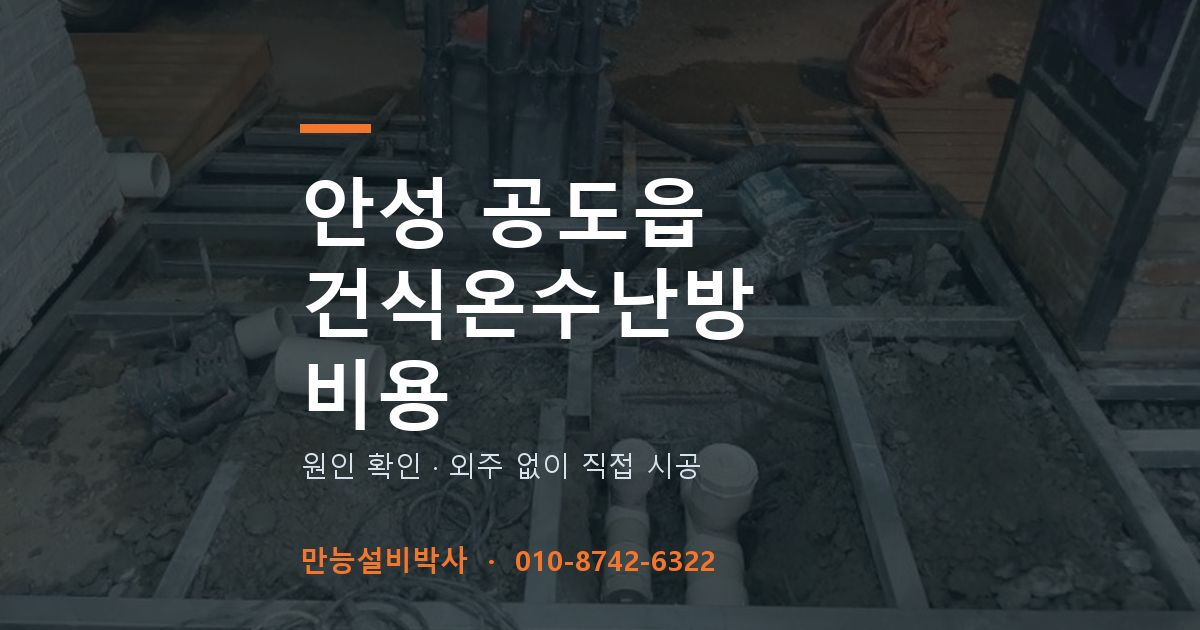 안성 공도읍
건식온수난방
비용
원인 확인 · 외주 없이 직접 시공
만능설비박사 · 010-8742-6322